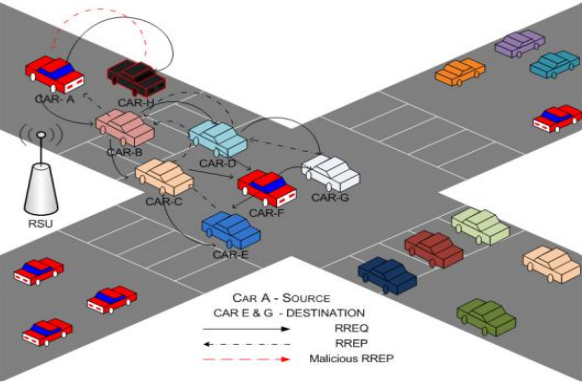 CAR- A
CAR-H
CAR-B
CAR-D
CAR-C
CAR-F
CAR-G
RSU
CAR-E
CAR A - SOURCE
CAR E & G - DESTINATION
RREQ
RREP
Malicious RREP